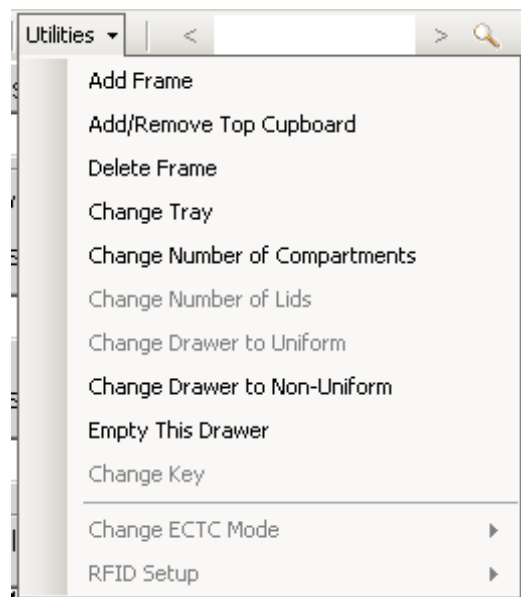 Utilities
< >
Add Frame
Add/Remove Top Cupboard
Delete Frame
Change Tray
Change Number of Compartments
Change Number of Lids
Change Drawer to Uniform
Change Drawer to Non-Uniform
Empty This Drawer
Change Key
Change ECTC Mode
RFID Setup